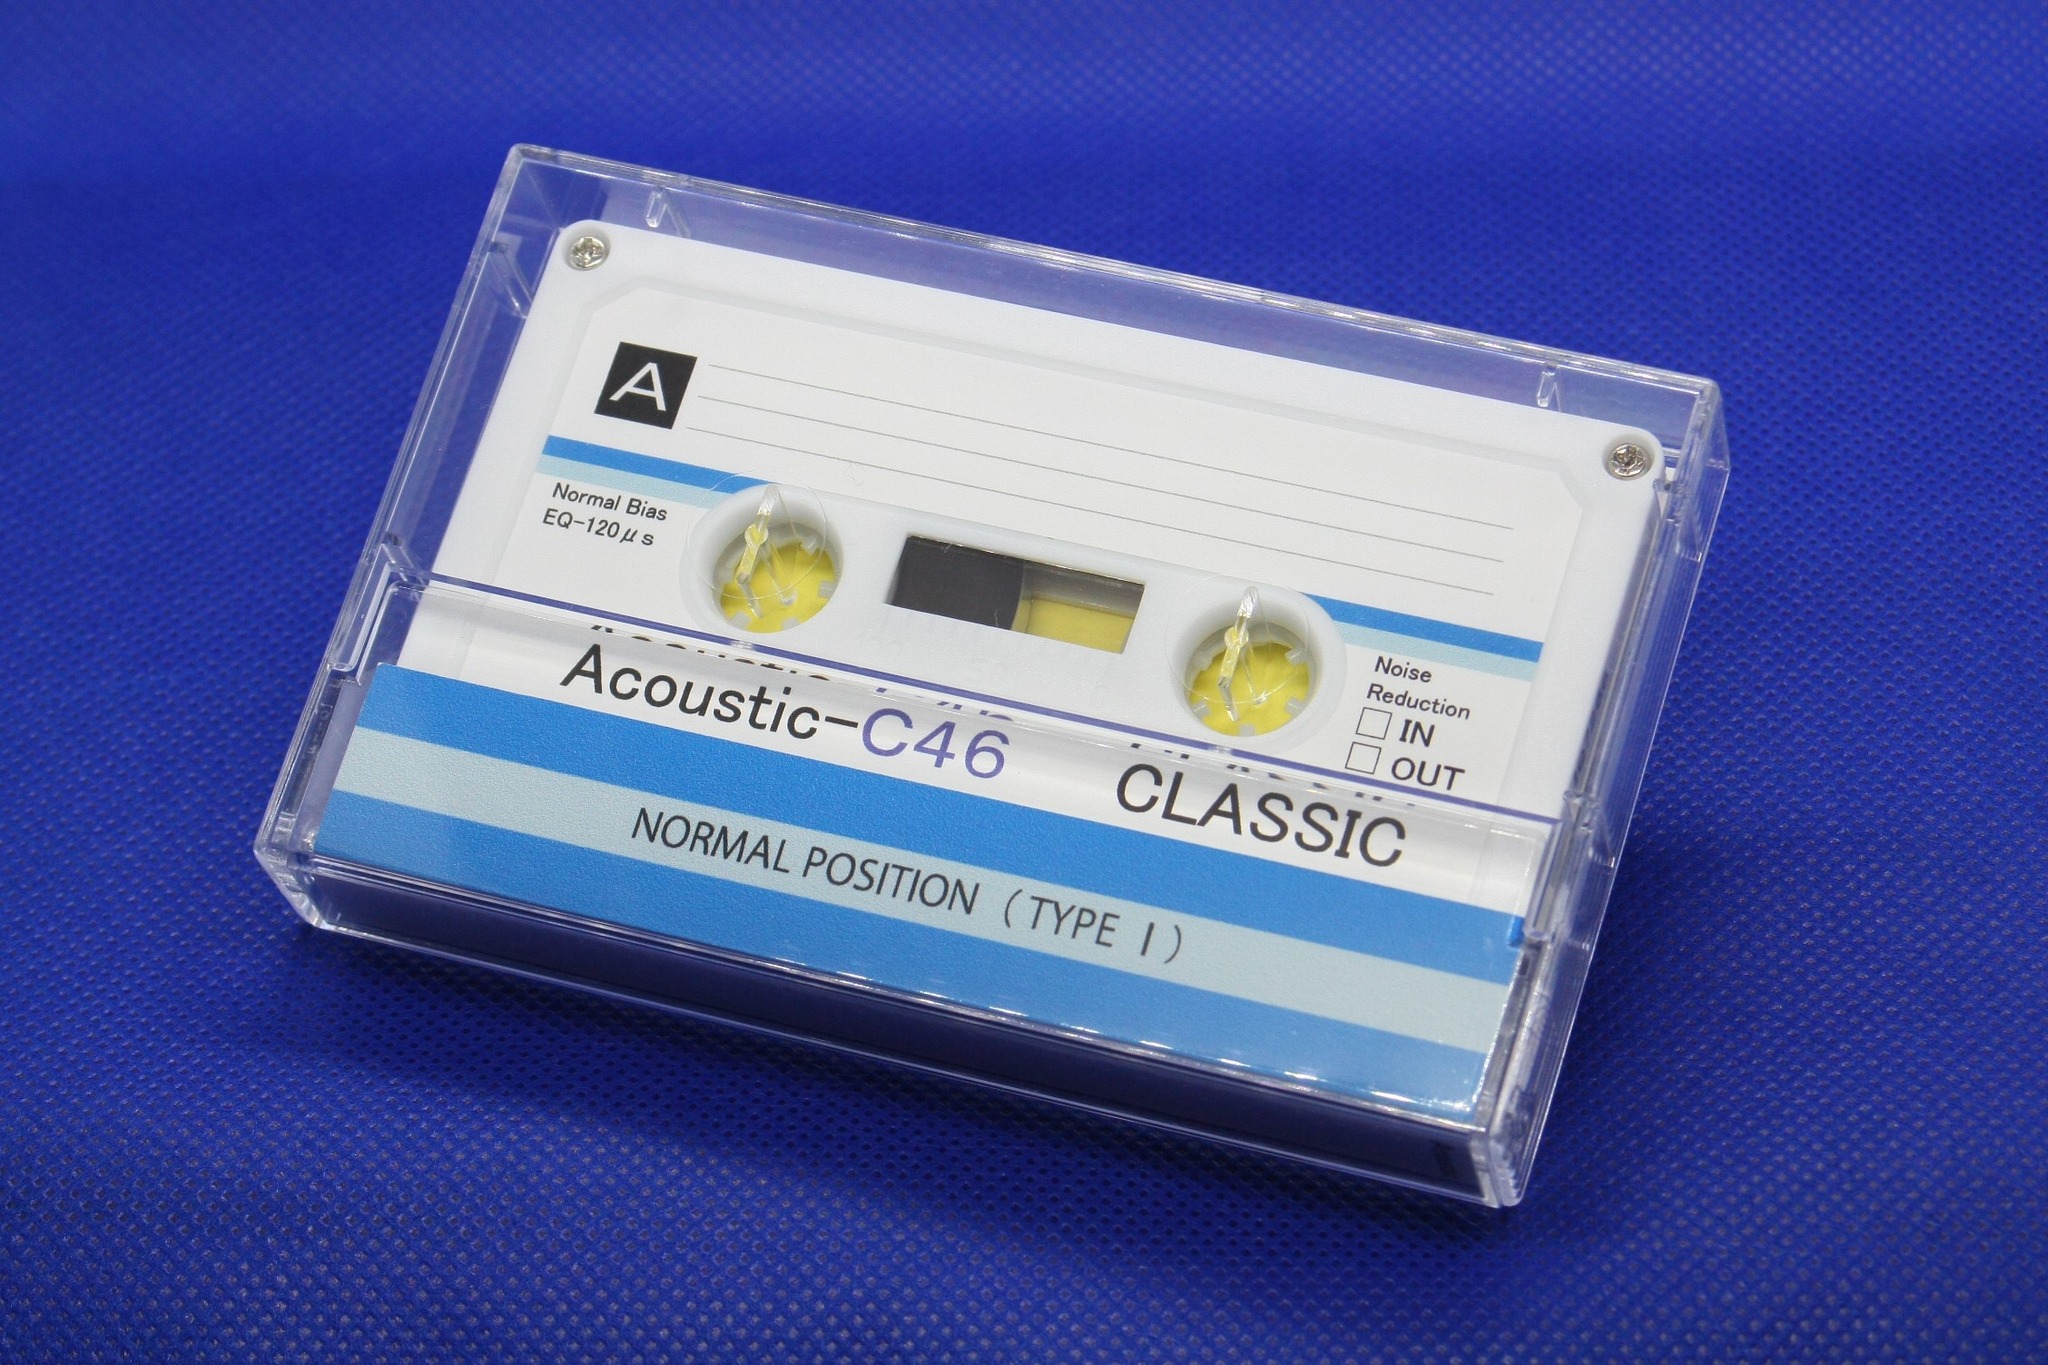 A
Normal Bias
EQ-120μs
Noise
Reduction
IN
OUT
Acoustic-C46
CLASSIC
NORMAL POSITION (TYPE I)